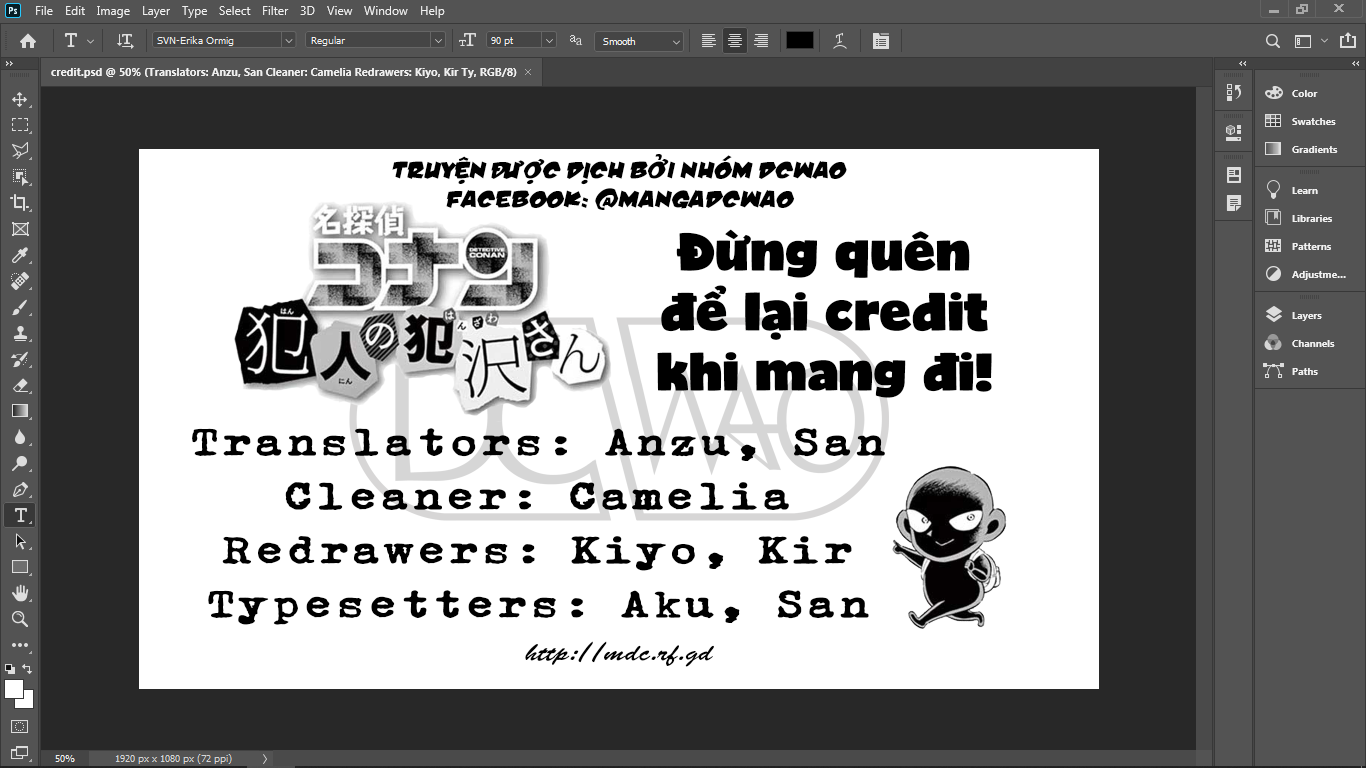 Ps File Edit Image Layer Type Select Filter 3D View Window Help
T SVN-Erika Ormig Regular 90 pt Smooth
credit.psd @ 50% (Translators: Anzu, San Cleaner: Camelia Redrawers: Kiyo, Kir Ty, RGB/8) ×
TRUYỆN ĐƯỢC DỊCH BỞI NHÓM DCWAO
FACEBOOK: @MANGADCWAO
名探偵
コナン
DETECTIVE
CONAN
犯人の犯沢さん
はん
にん
はんざわ
Đừng quên
để lại credit
khi mang đi!
DCWAO
Translators: Anzu, San
Cleaner: Camelia
Redrawers: Kiyo, Kir
Typesetters: Aku, San
http://mdc.rf.gd
Color
Swatches
Gradients
Learn
Libraries
Patterns
Adjustme...
Layers
Channels
Paths
50% 1920 px x 1080 px (72 ppi)